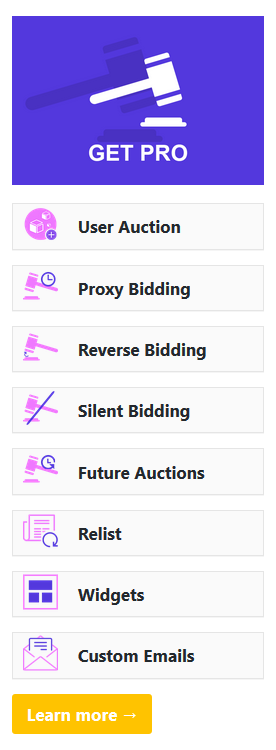 GET PRO
User Auction
Proxy Bidding
Reverse Bidding
Silent Bidding
Future Auctions
Relist
Widgets
Custom Emails
Learn more →